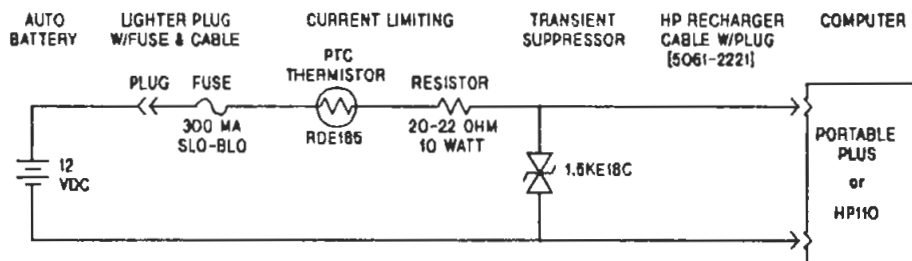 AUTO
BATTERY
LIGHTER PLUG
W/FUSE & CABLE
CURRENT LIMITING
TRANSIENT
SUPPRESSOR
HP RECHARGER
CABLE W/PLUG
[5061-2221]
COMPUTER
PLUG
FUSE
PTC
THERMISTOR
RESISTOR
300 MA
SLO-BLO
RDE185
20-22 OHM
10 WATT
12
VDC
1.5KE18C
PORTABLE
PLUS
or
HP110